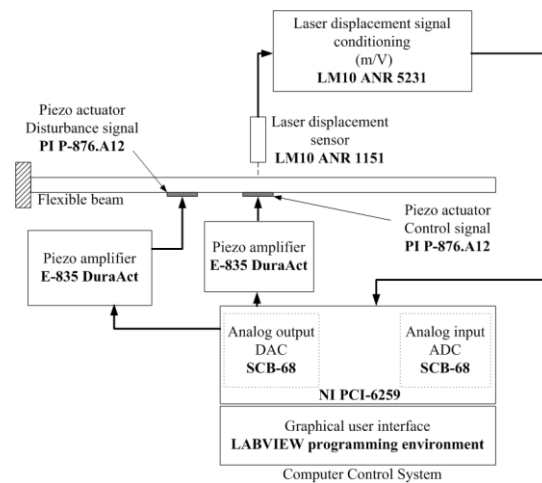 Laser displacement signal
conditioning
(m/V)
LM10 ANR 5231
Piezo actuator
Disturbance signal
PI P-876.A12
Laser displacement
sensor
LM10 ANR 1151
Flexible beam
Piezo actuator
Control signal
PI P-876.A12
Piezo amplifier
E-835 DuraAct
Piezo amplifier
E-835 DuraAct
Analog output
DAC
SCB-68
Analog input
ADC
SCB-68
NI PCI-6259
Graphical user interface
LABVIEW programming environment
Computer Control System